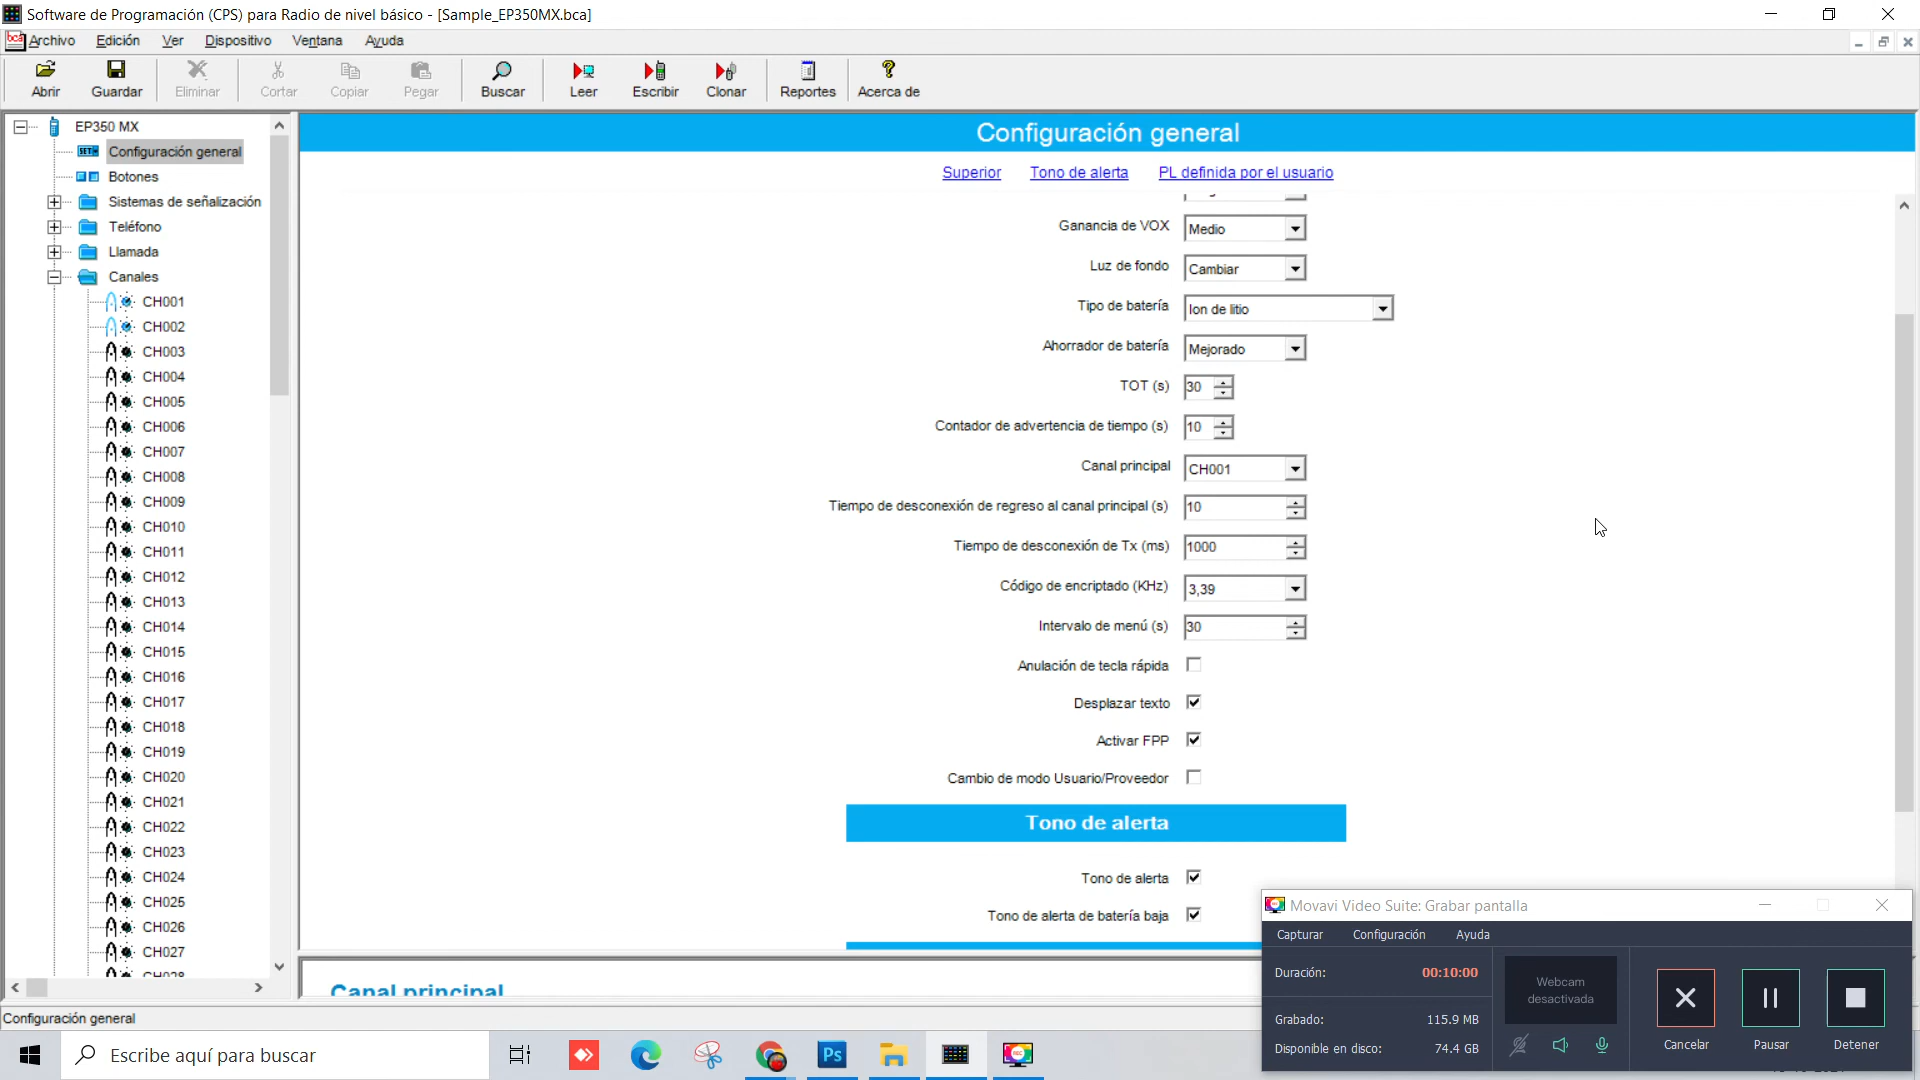 Software de Programación (CPS) para Radio de nivel básico - [Sample_EP350MX.bca]
Archivo Edición Ver Dispositivo Ventana Ayuda
Abrir Guardar Eliminar Cortar Copiar Pegar Buscar Leer Escribir Clonar Reportes Acerca de
EP350 MX
Configuración general
Botones
Sistemas de señalización
Teléfono
Llamada
Canales
CH001
CH002
CH003
CH004
CH005
CH006
CH007
CH008
CH009
CH010
CH011
CH012
CH013
CH014
CH015
CH016
CH017
CH018
CH019
CH020
CH021
CH022
CH023
CH024
CH025
CH026
CH027
CH028
Configuración general
Superior Tono de alerta PL definida por el usuario
Ganancia de VOX Medio
Luz de fondo Cambiar
Tipo de batería Ion de litio
Ahorrador de batería Mejorado
TOT (s) 30
Contador de advertencia de tiempo (s) 10
Canal principal CH001
Tiempo de desconexión de regreso al canal principal (s) 10
Tiempo de desconexión de Tx (ms) 1000
Código de encriptado (KHz) 3,39
Intervalo de menú (s) 30
Anulación de tecla rápida
Desplazar texto
Activar FPP
Cambio de modo Usuario/Proveedor
Tono de alerta
Tono de alerta
Tono de alerta de batería baja
Canal principal
Configuración general
Movavi Video Suite: Grabar pantalla
Capturar Configuración Ayuda
Duración: 00:10:00
Grabado: 115.9 MB
Disponible en disco: 74.4 GB
Webcam
desactivada
Cancelar Pausar Detener
Escribe aquí para buscar
Ps